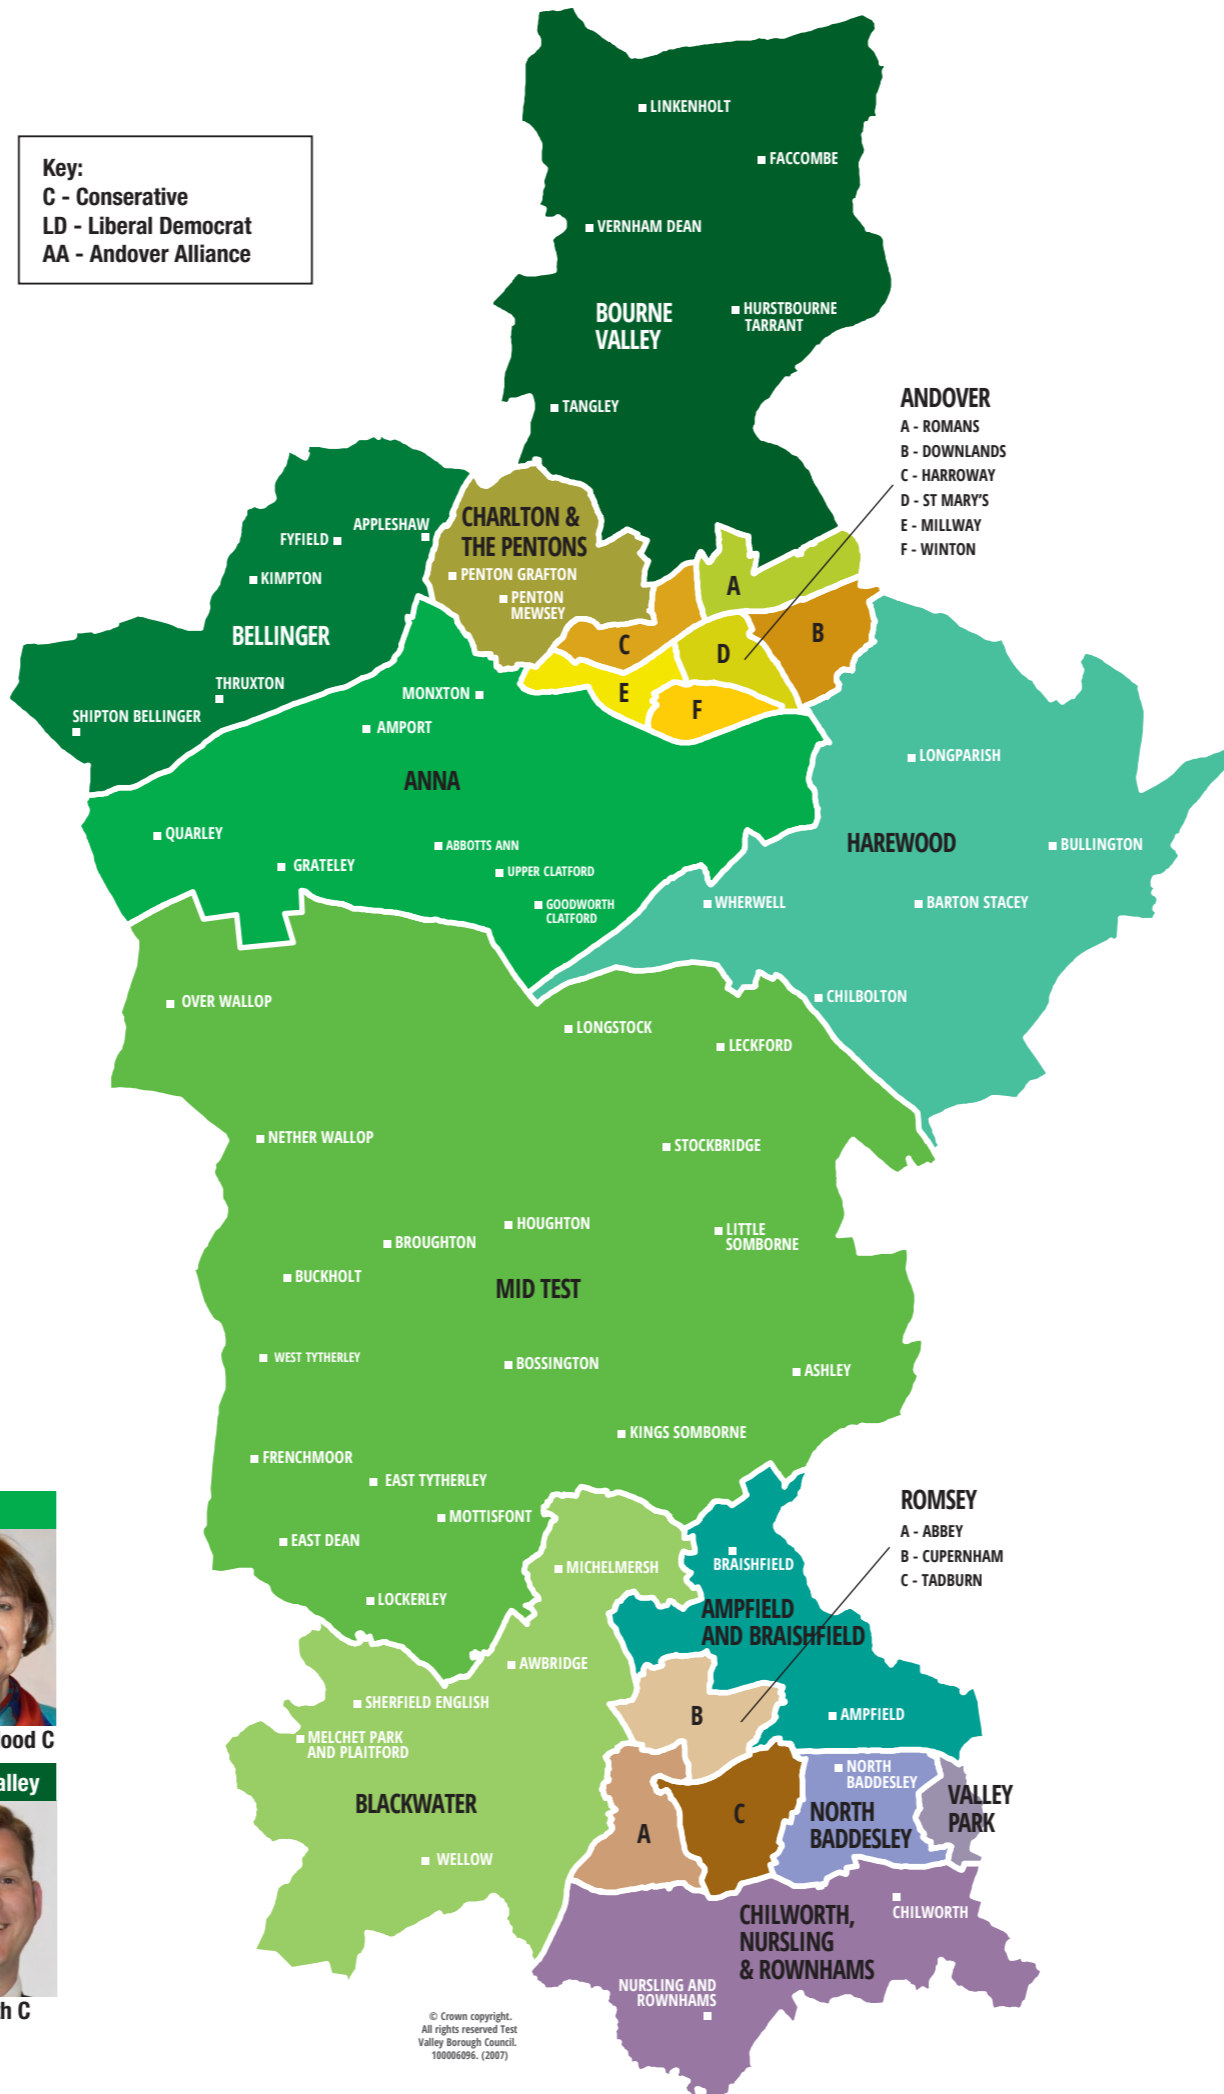 Key:
C - Conserative
LD - Liberal Democrat
AA - Andover Alliance
LINKENHOLT
FACCOMBE
VERNHAM DEAN
BOURNE
VALLEY
HURSTBOURNE
TARRANT
TANGLEY
ANDOVER
A - ROMANS
B - DOWNLANDS
C - HARROWAY
D - ST MARY'S
E - MILLWAY
F - WINTON
CHARLTON &
THE PENTONS
PENTON GRAFTON
PENTON
MEWSEY
APPLESHAW
FYFIELD
KIMPTON
BELLINGER
THRUXTON
SHIPTON BELLINGER
A
B
C
D
E
F
MONXTON
AMPORT
ANNA
QUARLEY
GRATELEY
ABBOTTS ANN
UPPER CLATFORD
GOODWORTH
CLATFORD
LONGPARISH
HAREWOOD
BULLINGTON
WHERWELL
BARTON STACEY
CHILBOLTON
OVER WALLOP
LONGSTOCK
LECKFORD
NETHER WALLOP
STOCKBRIDGE
HOUGHTON
LITTLE
SOMBORNE
BROUGHTON
BUCKHOLT
MID TEST
WEST TYTHERLEY
BOSSINGTON
ASHLEY
KINGS SOMBORNE
FRENCHMOOR
EAST TYTHERLEY
MOTTISFONT
EAST DEAN
LOCKERLEY
ROMSEY
A - ABBEY
B - CUPERNHAM
C - TADBURN
MICHELMERSH
BRAISHFIELD
AMPFIELD
AND BRAISHFIELD
AWBRIDGE
SHERFIELD ENGLISH
MELCHET PARK
AND PLAITFORD
BLACKWATER
WELLOW
B
AMPFIELD
A
C
NORTH
BADDESLEY
NORTH
BADDESLEY
VALLEY
PARK
CHILWORTH
CHILWORTH,
NURSLING
& ROWNHAMS
NURSLING AND
ROWNHAMS
ood C
alley
h C
© Crown copyright.
All rights reserved Test
Valley Borough Council.
100006096. (2007)